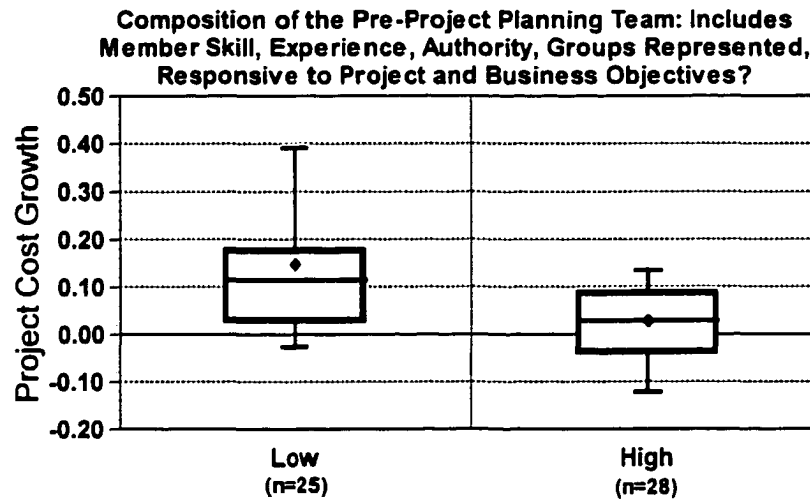 Composition of the Pre-Project Planning Team: Includes
Member Skill, Experience, Authority, Groups Represented,
Responsive to Project and Business Objectives?
Project Cost Growth
0.50
0.40
0.30
0.20
0.10
0.00
-0.10
-0.20
Low
(n=25)
High
(n=28)